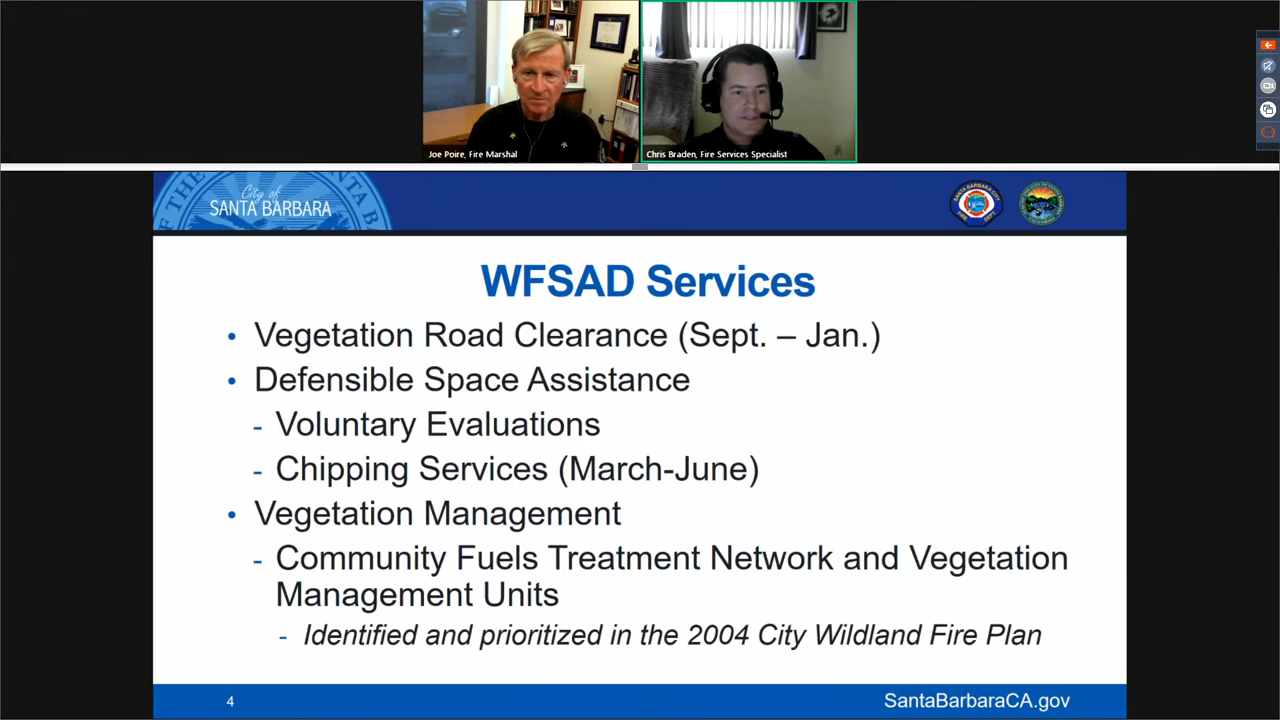 Joe Poire, Fire Marshal
Chris Braden, Fire Services Specialist
City of
SANTA BARBARA
WFSAD Services
• Vegetation Road Clearance (Sept. – Jan.)
• Defensible Space Assistance
- Voluntary Evaluations
- Chipping Services (March-June)
• Vegetation Management
- Community Fuels Treatment Network and Vegetation
Management Units
- Identified and prioritized in the 2004 City Wildland Fire Plan
4
SantaBarbaraCA.gov